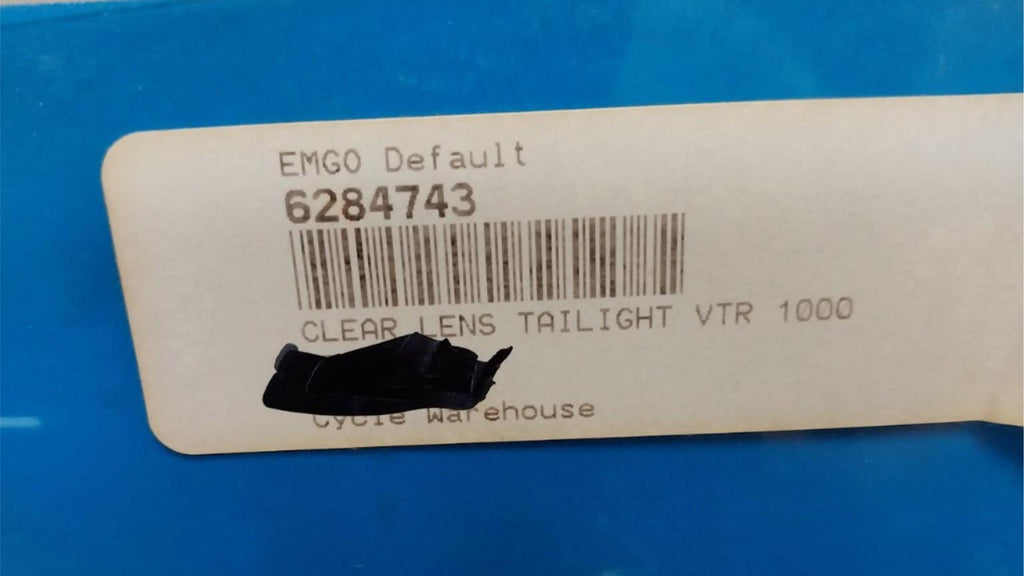 EMGO Default
6284743
CLEAR LENS TAILIGHT VTR 1000
Cycle Warehouse